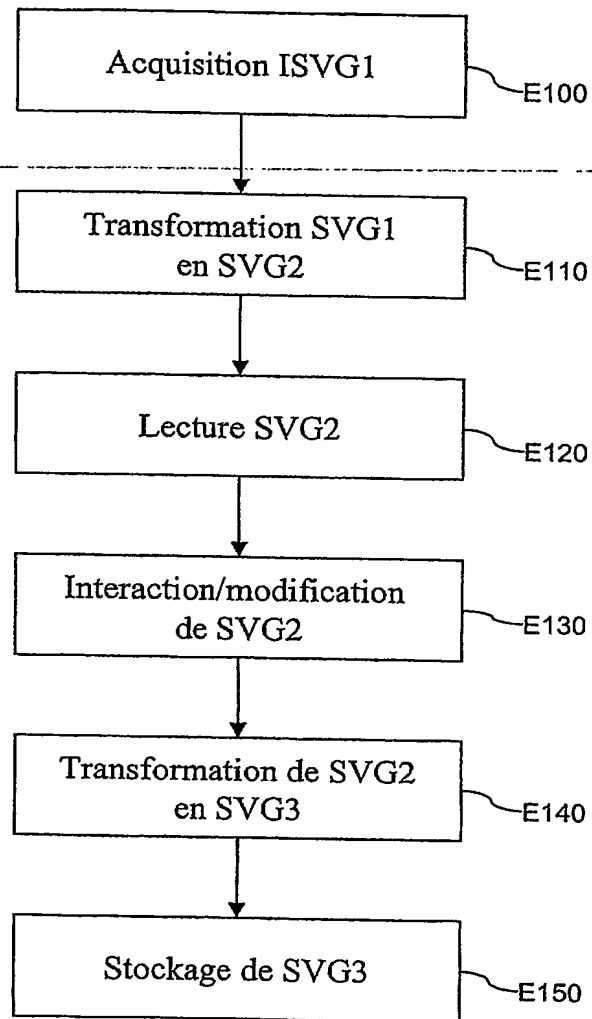 Acquisition ISVG1
E100
Transformation SVG1
en SVG2
E110
Lecture SVG2
E120
Interaction/modification
de SVG2
E130
Transformation de SVG2
en SVG3
E140
Stockage de SVG3
E150